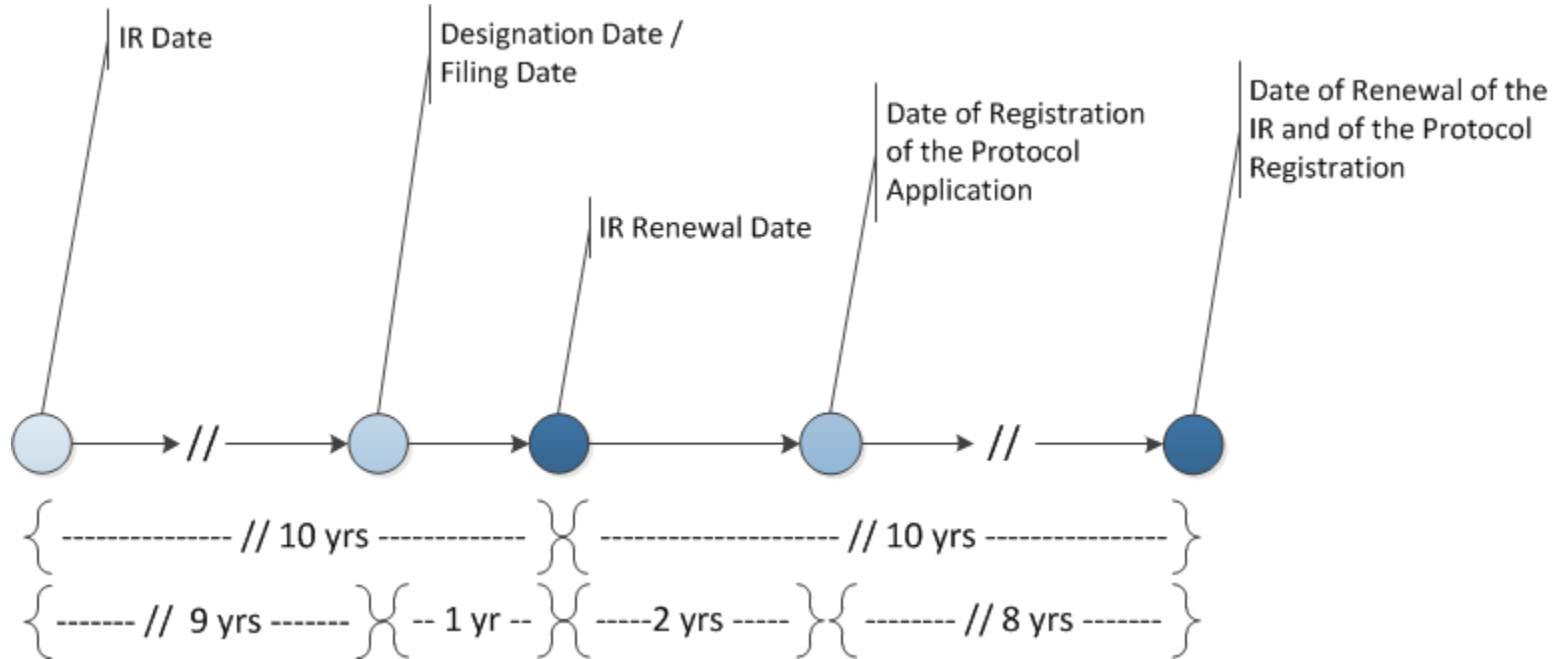 IR Date
Designation Date /
Filing Date
IR Renewal Date
Date of Registration
of the Protocol
Application
Date of Renewal of the
IR and of the Protocol
Registration
// //
{ --------------- // 10 yrs ------------- }{ --------------------- // 10 yrs ---------------- }
{ ------- // 9 yrs ------- }{ -- 1 yr -- }{ -----2 yrs ----- }{ -------- // 8 yrs ------- }